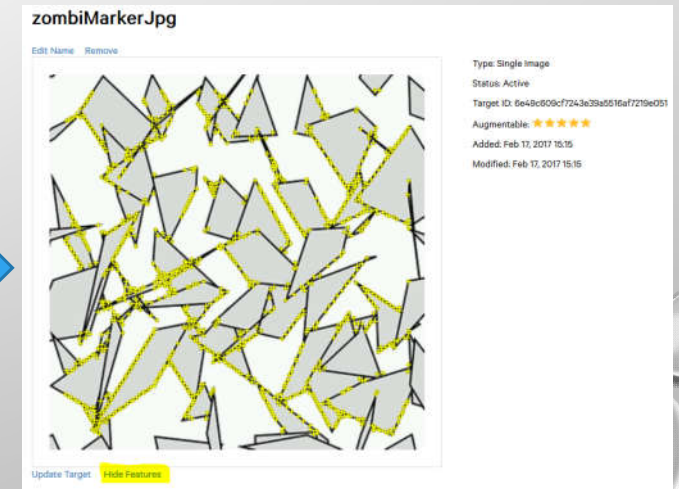 zombiMarkerJpg
Edit Name Remove
Type: Single Image
Status: Active
Target ID: 6e49c609cf7243e39a5516af7219e051
Augmentable:
Added: Feb 17, 2017 15:15
Modified: Feb 17, 2017 15:15
Update Target Hide Features